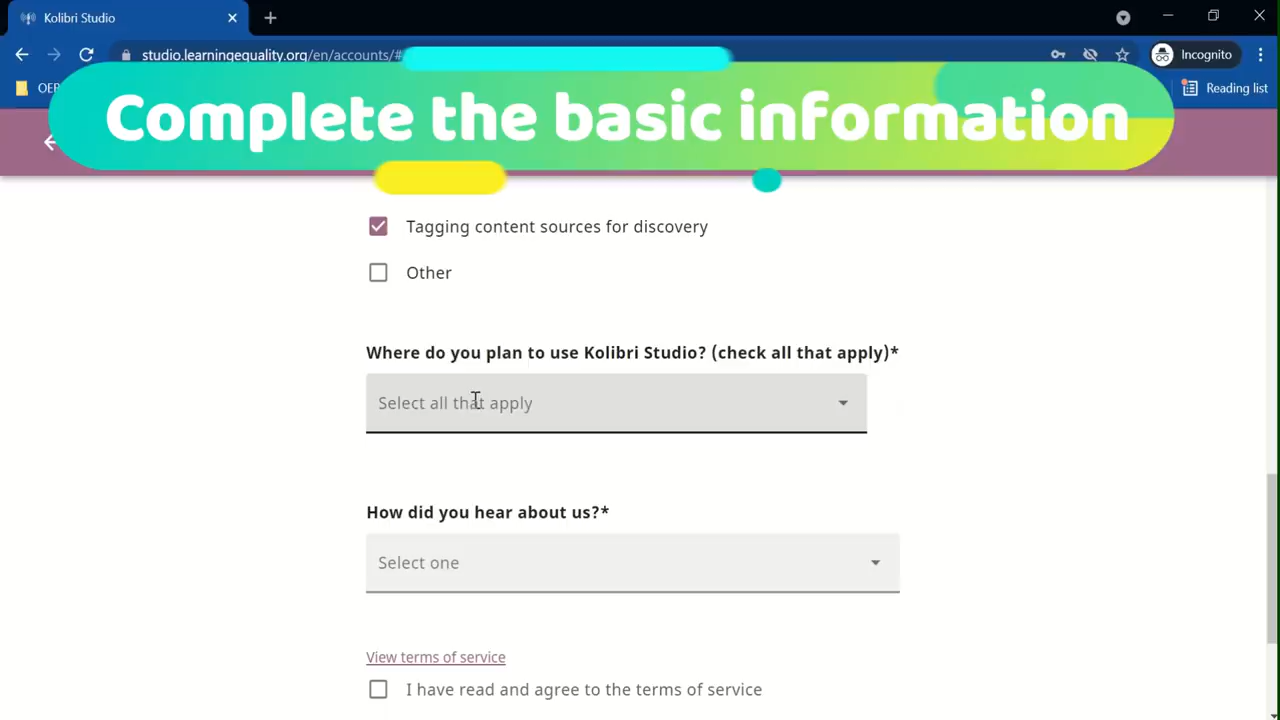 Kolibri Studio
studio.learningequality.org/en/accounts/#
Incognito
OER
Reading list
Complete the basic information
Tagging content sources for discovery
Other
Where do you plan to use Kolibri Studio? (check all that apply)*
Select all that apply
How did you hear about us?*
Select one
View terms of service
I have read and agree to the terms of service